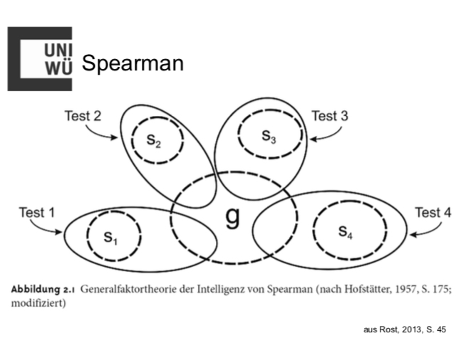 UNI
WÜ
Spearman
Test 2
Test 3
s2
s3
Test 1
g
Test 4
s1
s4
Abbildung 2.1 Generalfaktortheorie der Intelligenz von Spearman (nach Hofstätter, 1957, S. 175;
modifiziert)
aus Rost, 2013, S. 45